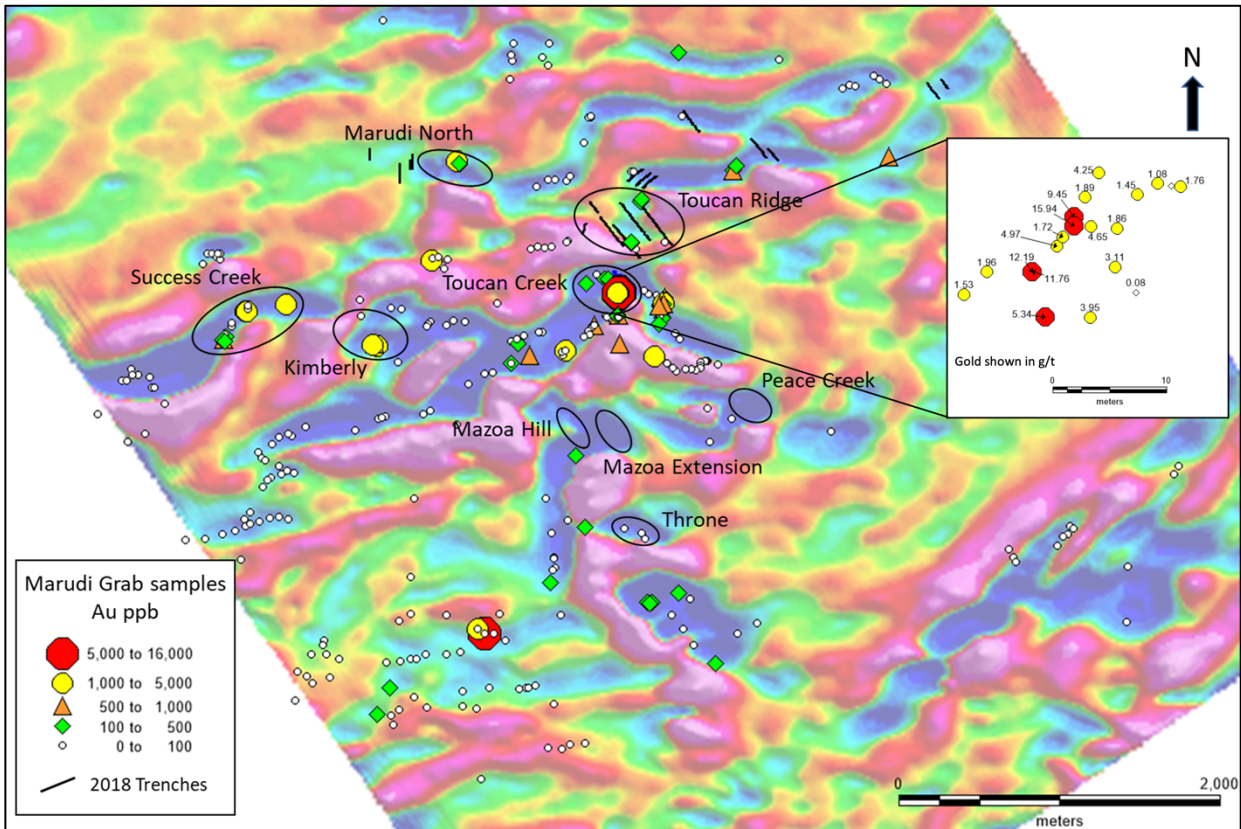 N
Marudi North
Toucan Ridge
Success Creek
Toucan Creek
Kimberly
Peace Creek
Mazoa Hill
Mazoa Extension
Throne
4.25
1.08
1.76
1.89
1.45
9.45
15.94
1.86
1.72
4.65
4.97
3.11
12.19
1.96
11.76
0.08
1.53
5.34
3.95
Gold shown in g/t
0 10
meters
Marudi Grab samples
Au ppb
5,000 to 16,000
1,000 to 5,000
500 to 1,000
100 to 500
0 to 100
2018 Trenches
0 2,000
meters